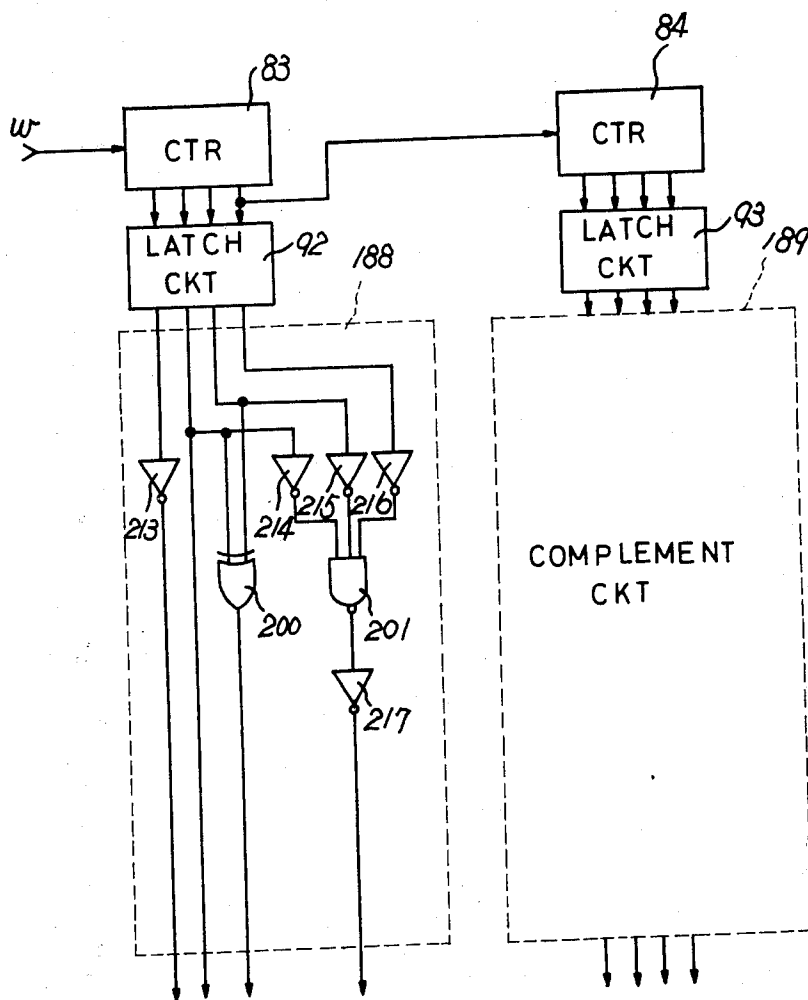 83
84
w
CTR
CTR
LATCH
CKT
92
LATCH
CKT
93
188
189
213
214
215
216
200
201
217
COMPLEMENT
CKT